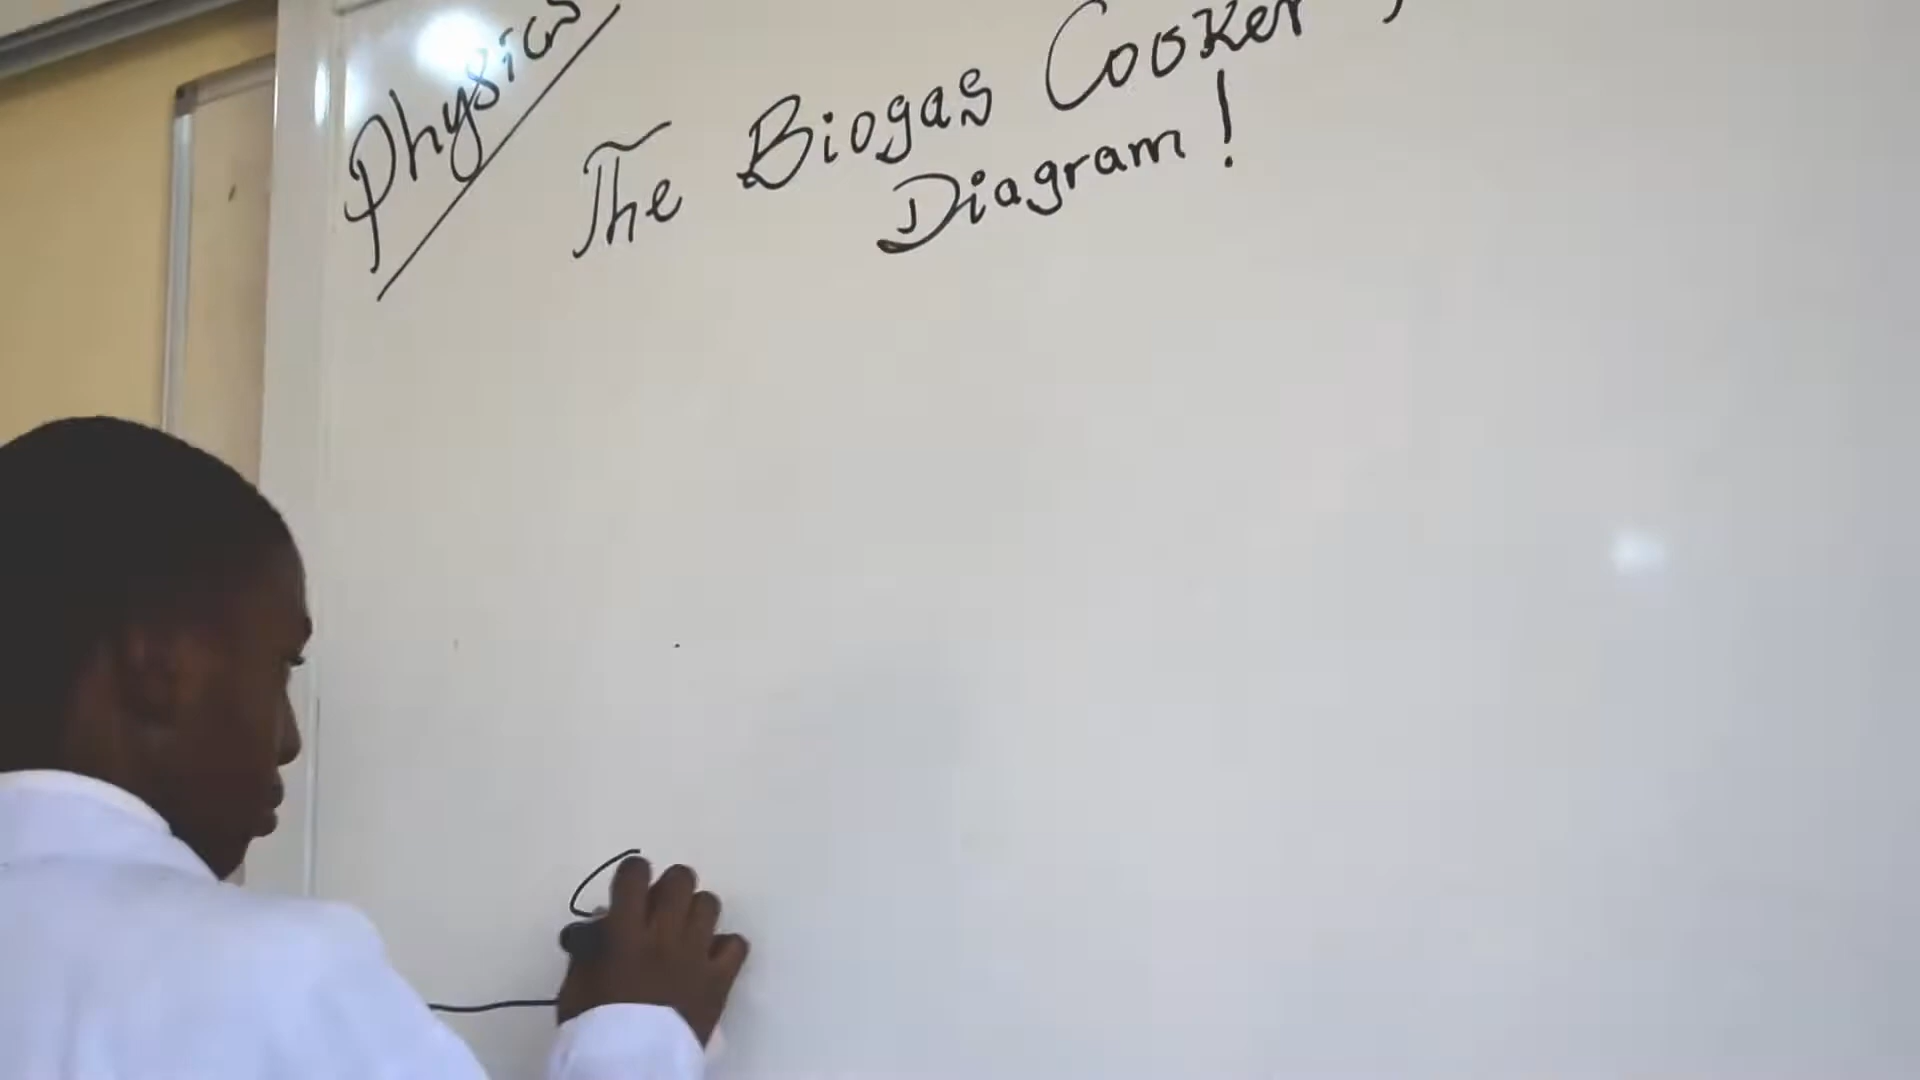 Physics
The Biogas Cooker
Diagram!